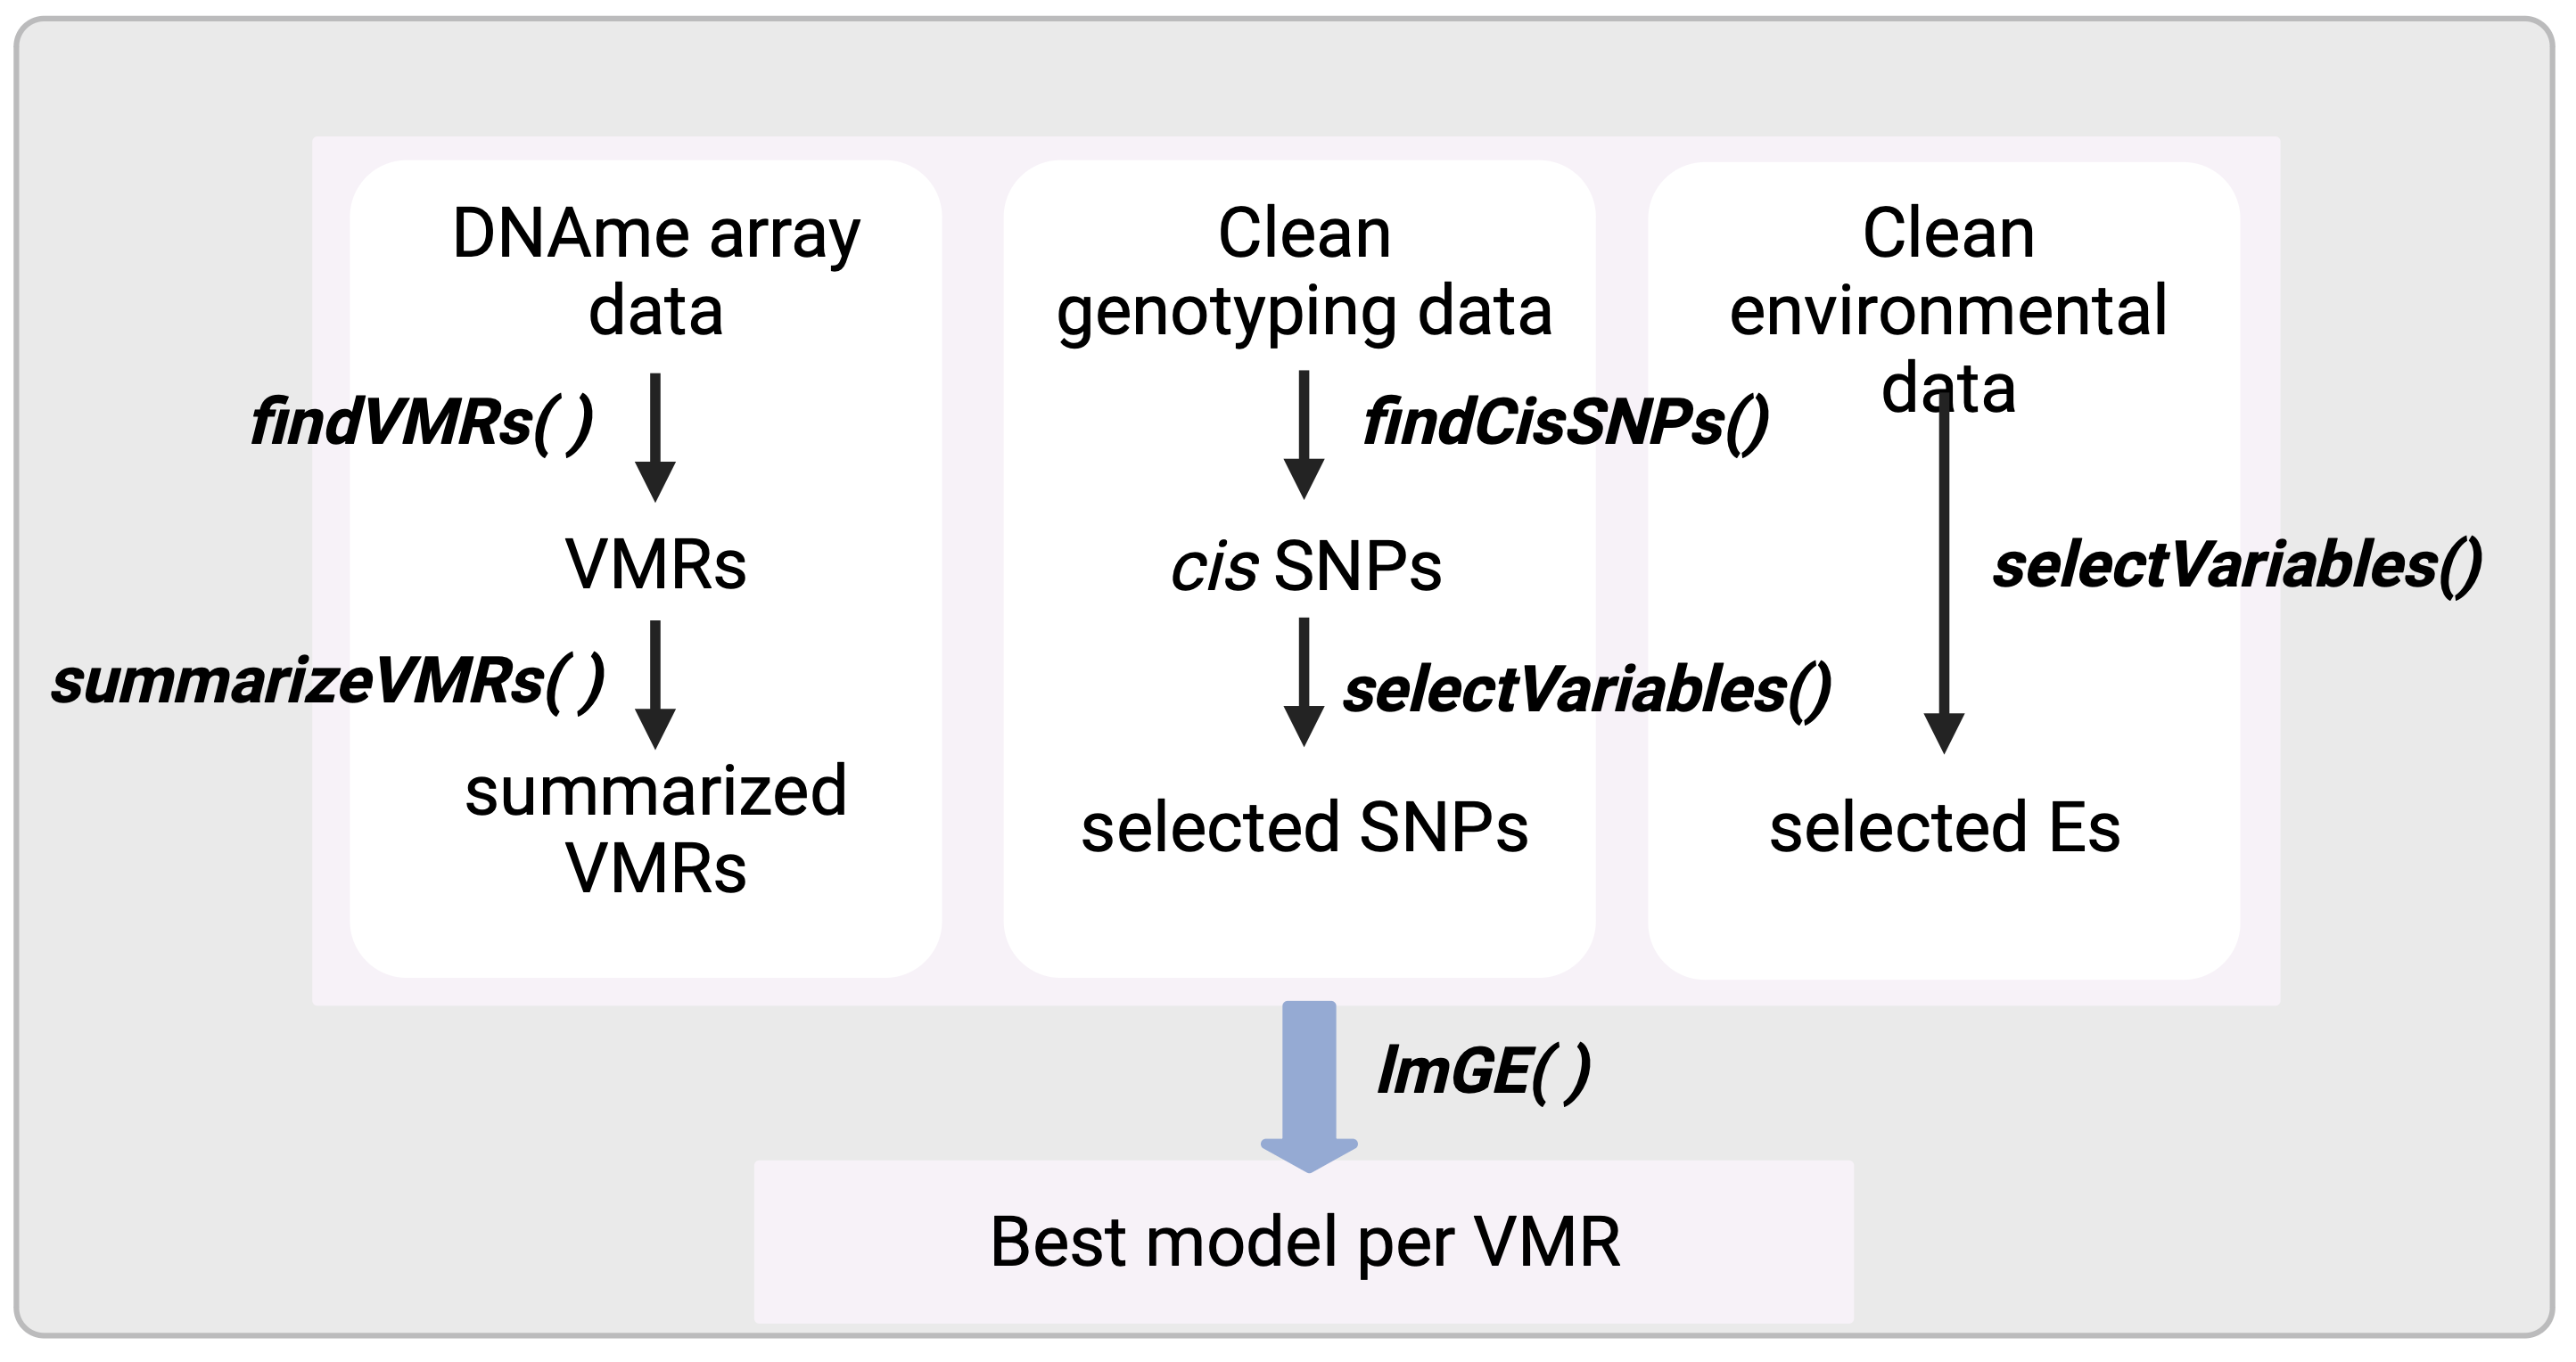 DNAme array
data
findVMRs( )
VMRs
summarizeVMRs( )
summarized
VMRs
Clean
genotyping data
findCisSNPs()
cis SNPs
selectVariables()
selected SNPs
Clean
environmental
data
selectVariables()
selected Es
lmGE( )
Best model per VMR